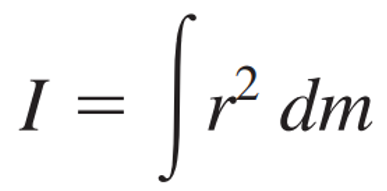 I = ∫ r² dm